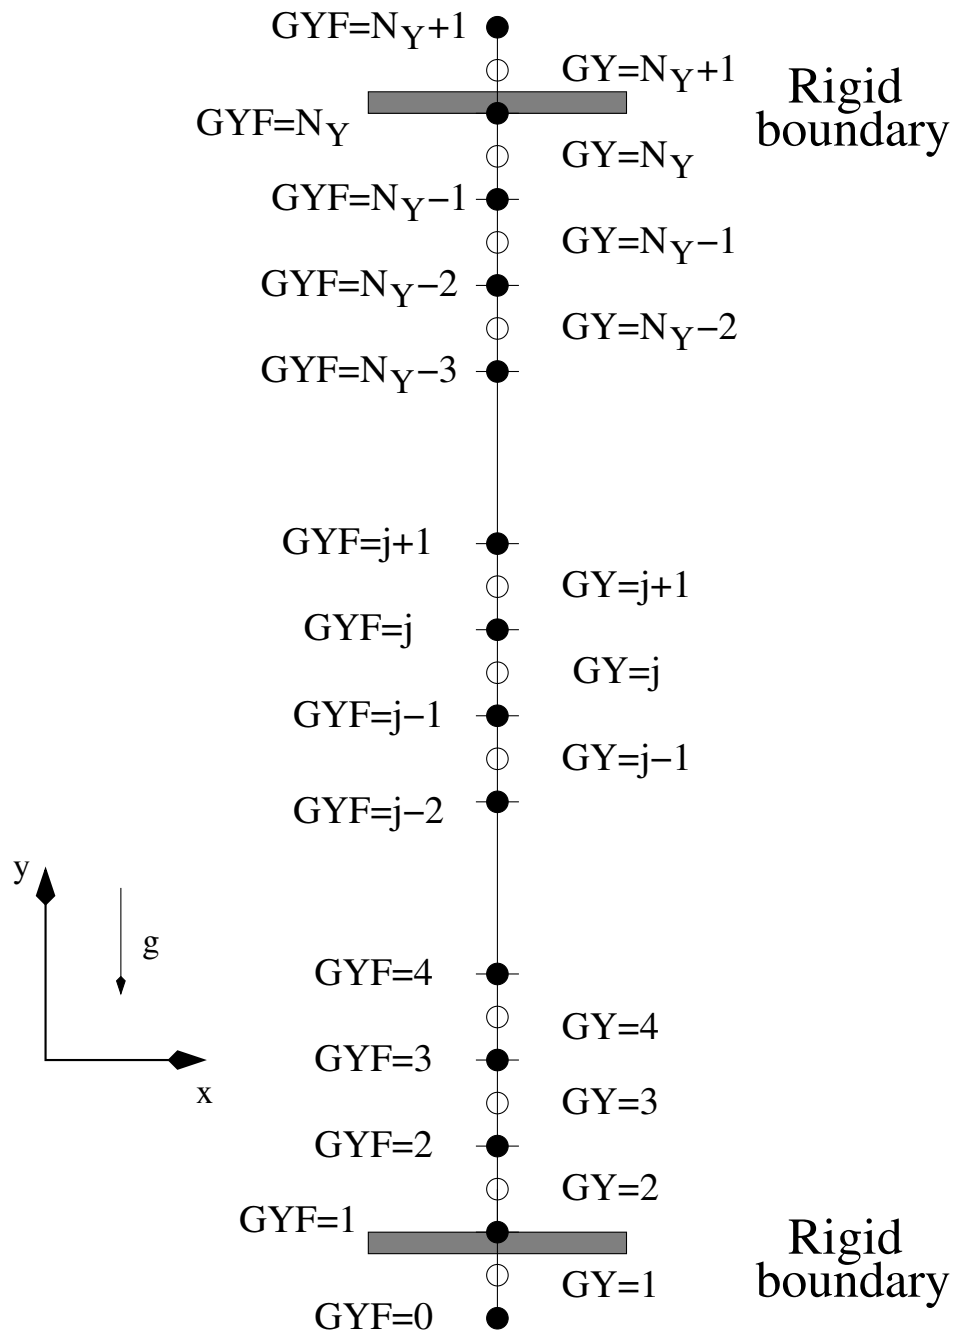 GYF=N_Y+1
GY=N_Y+1
Rigid
boundary
GYF=N_Y
GY=N_Y
GYF=N_Y−1
GY=N_Y−1
GYF=N_Y−2
GY=N_Y−2
GYF=N_Y−3
GYF=j+1
GY=j+1
GYF=j
GY=j
GYF=j−1
GY=j−1
GYF=j−2
y
g
x
GYF=4
GY=4
GYF=3
GY=3
GYF=2
GY=2
GYF=1
Rigid
boundary
GY=1
GYF=0